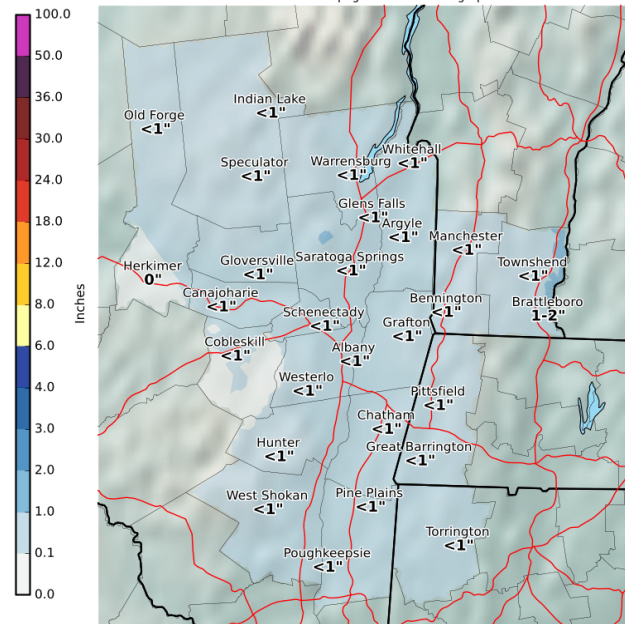 100.0
50.0
36.0
30.0
24.0
18.0
12.0
8.0
6.0
4.0
3.0
2.0
1.0
0.1
0.0
Inches
Indian Lake
<1"
Old Forge
<1"
Whitehall
<1"
Speculator
<1"
Warrensburg
<1"
Glens Falls
<1"
Argyle
<1"
Manchester
<1"
Herkimer
0"
Gloversville
<1"
Saratoga Springs
<1"
Townshend
<1"
Canajoharie
<1"
Bennington
<1"
Brattleboro
1-2"
Schenectady
<1"
Grafton
<1"
Cobleskill
<1"
Albany
<1"
Westerlo
<1"
Pittsfield
<1"
Chatham
<1"
Hunter
<1"
Great Barrington
<1"
West Shokan
<1"
Pine Plains
<1"
Torrington
<1"
Poughkeepsie
<1"